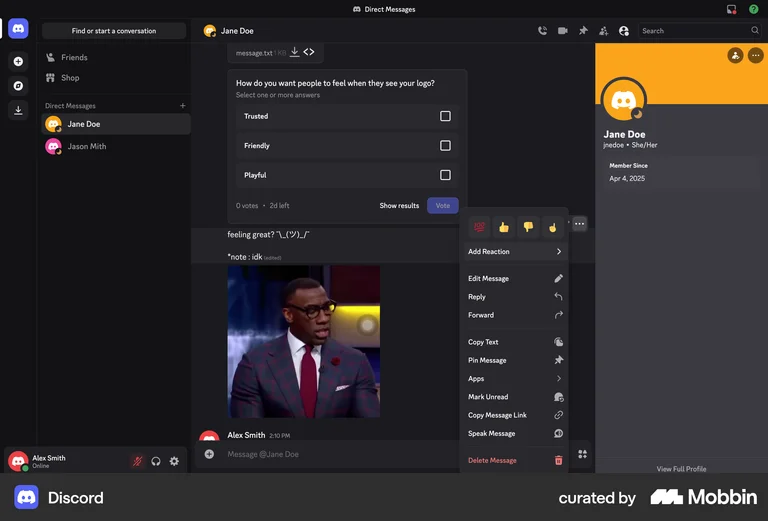 Direct Messages
Find or start a conversation
Friends
Shop
Direct Messages
Jane Doe
Jason Mith
Alex Smith
Online
Jane Doe
Search
message.txt 1 KB
How do you want people to feel when they see your logo?
Select one or more answers
Trusted
Friendly
Playful
0 votes • 2d left
Show results
Vote
feeling great? ¯\_(ツ)_/¯
*note : idk (edited)
Alex Smith 2:10 PM
Message @Jane Doe
Add Reaction
Edit Message
Reply
Forward
Copy Text
Pin Message
Apps
Mark Unread
Copy Message Link
Speak Message
Delete Message
Jane Doe
jnedoe • She/Her
Member Since
Apr 4, 2025
View Full Profile
Discord
curated by
Mobbin